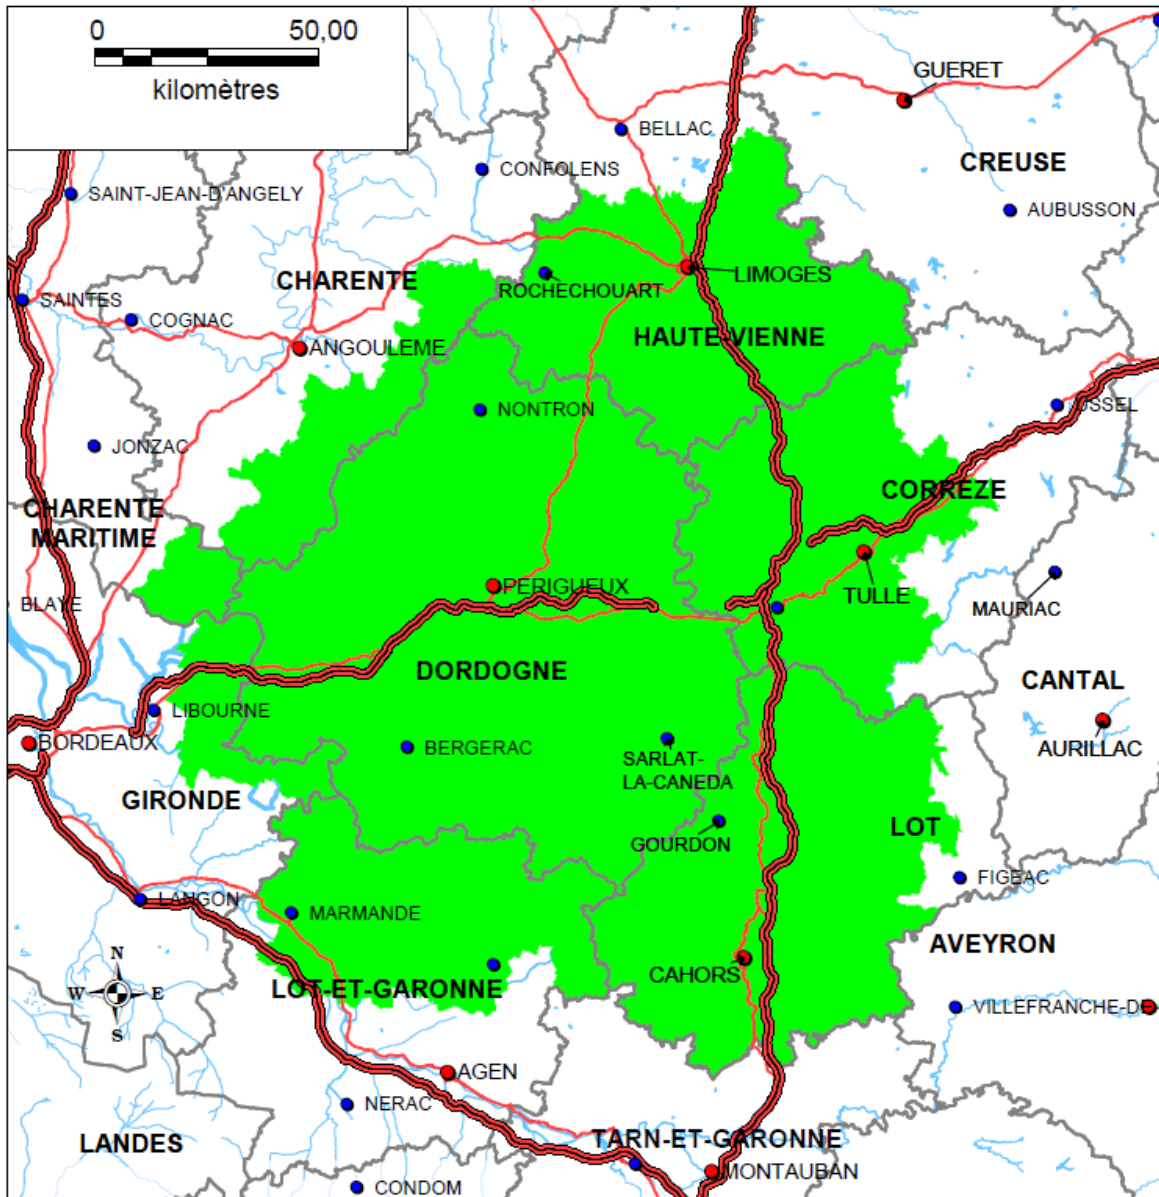 0 50,00
kilomètres
GUERET
BELLAC
CREUSE
CONFOLENS
SAINT-JEAN-D'ANGELY
AUBUSSON
CHARENTE
LIMOGES
ROCHECHOUART
SAINTES
COGNAC
HAUTE-VIENNE
ANGOULEME
NONTRON
USSEL
JONZAC
CORREZE
CHARENTE
MARITIME
PERIGUEUX
TULLE
BLAYE
MAURIAC
DORDOGNE
CANTAL
LIBOURNE
BORDEAUX
BERGERAC
SARLAT-
LA-CANEDA
AURILLAC
GIRONDE
GOURDON
LOT
FIGEAC
LANGON
MARMANDE
AVEYRON
N
CAHORS
W E
LOT-ET-GARONNE
VILLEFRANCHE-DE
S
AGEN
NERAC
LANDES
TARN-ET-GARONNE
MONTAUBAN
CONDOM